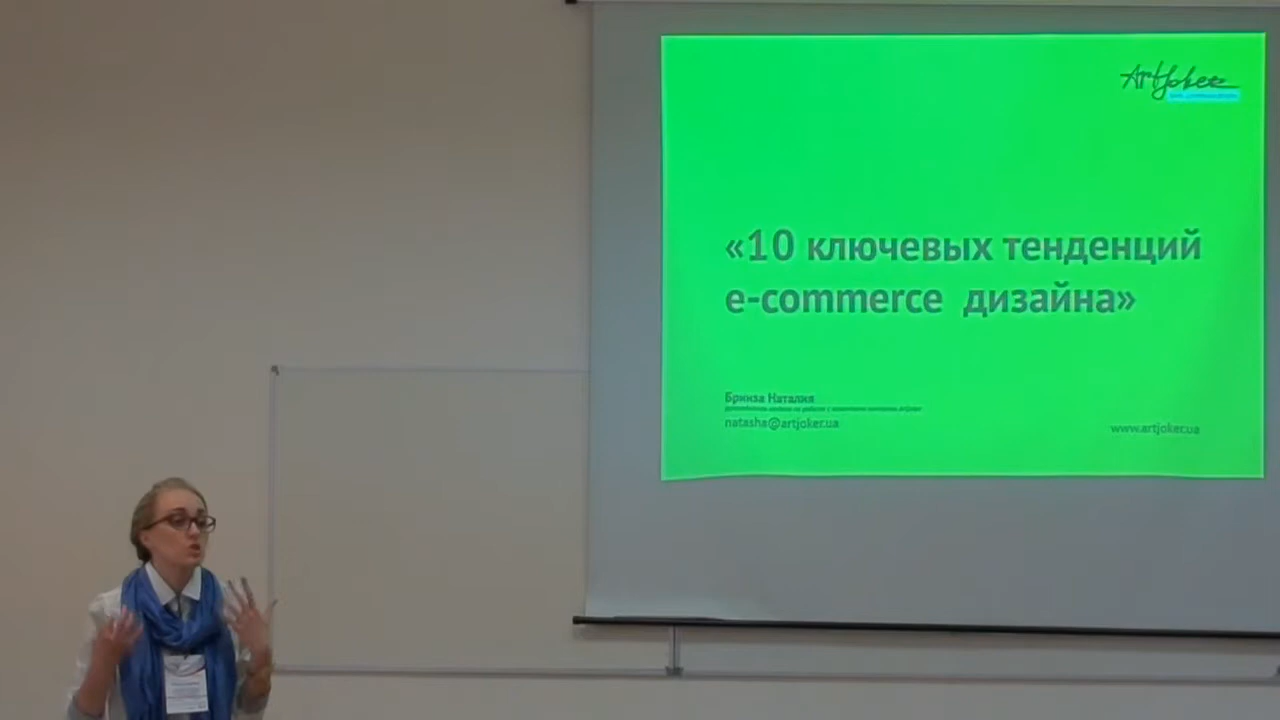 ArtJoker
«10 ключевых тенденций
e-commerce дизайна»
Бринза Наталия
natasha@artjoker.ua
www.artjoker.ua